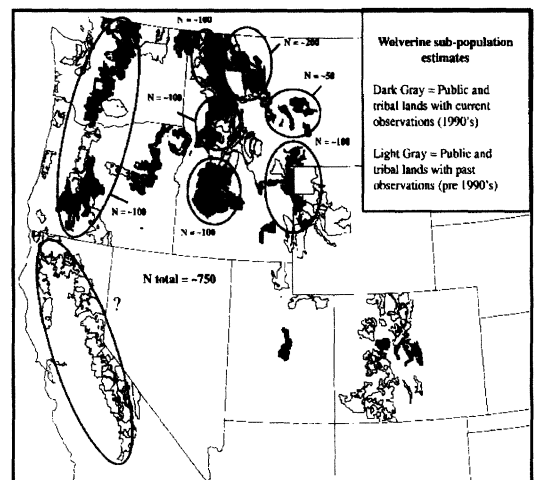 N = ~100
N = ~200
N = ~50
N = ~100
N = ~100
N = ~100
N = ~100
N total = ~750
?
Wolverine sub-population
estimates
Dark Gray = Public and
tribal lands with current
observations (1990's)
Light Gray = Public and
tribal lands with past
observations (pre 1990's)